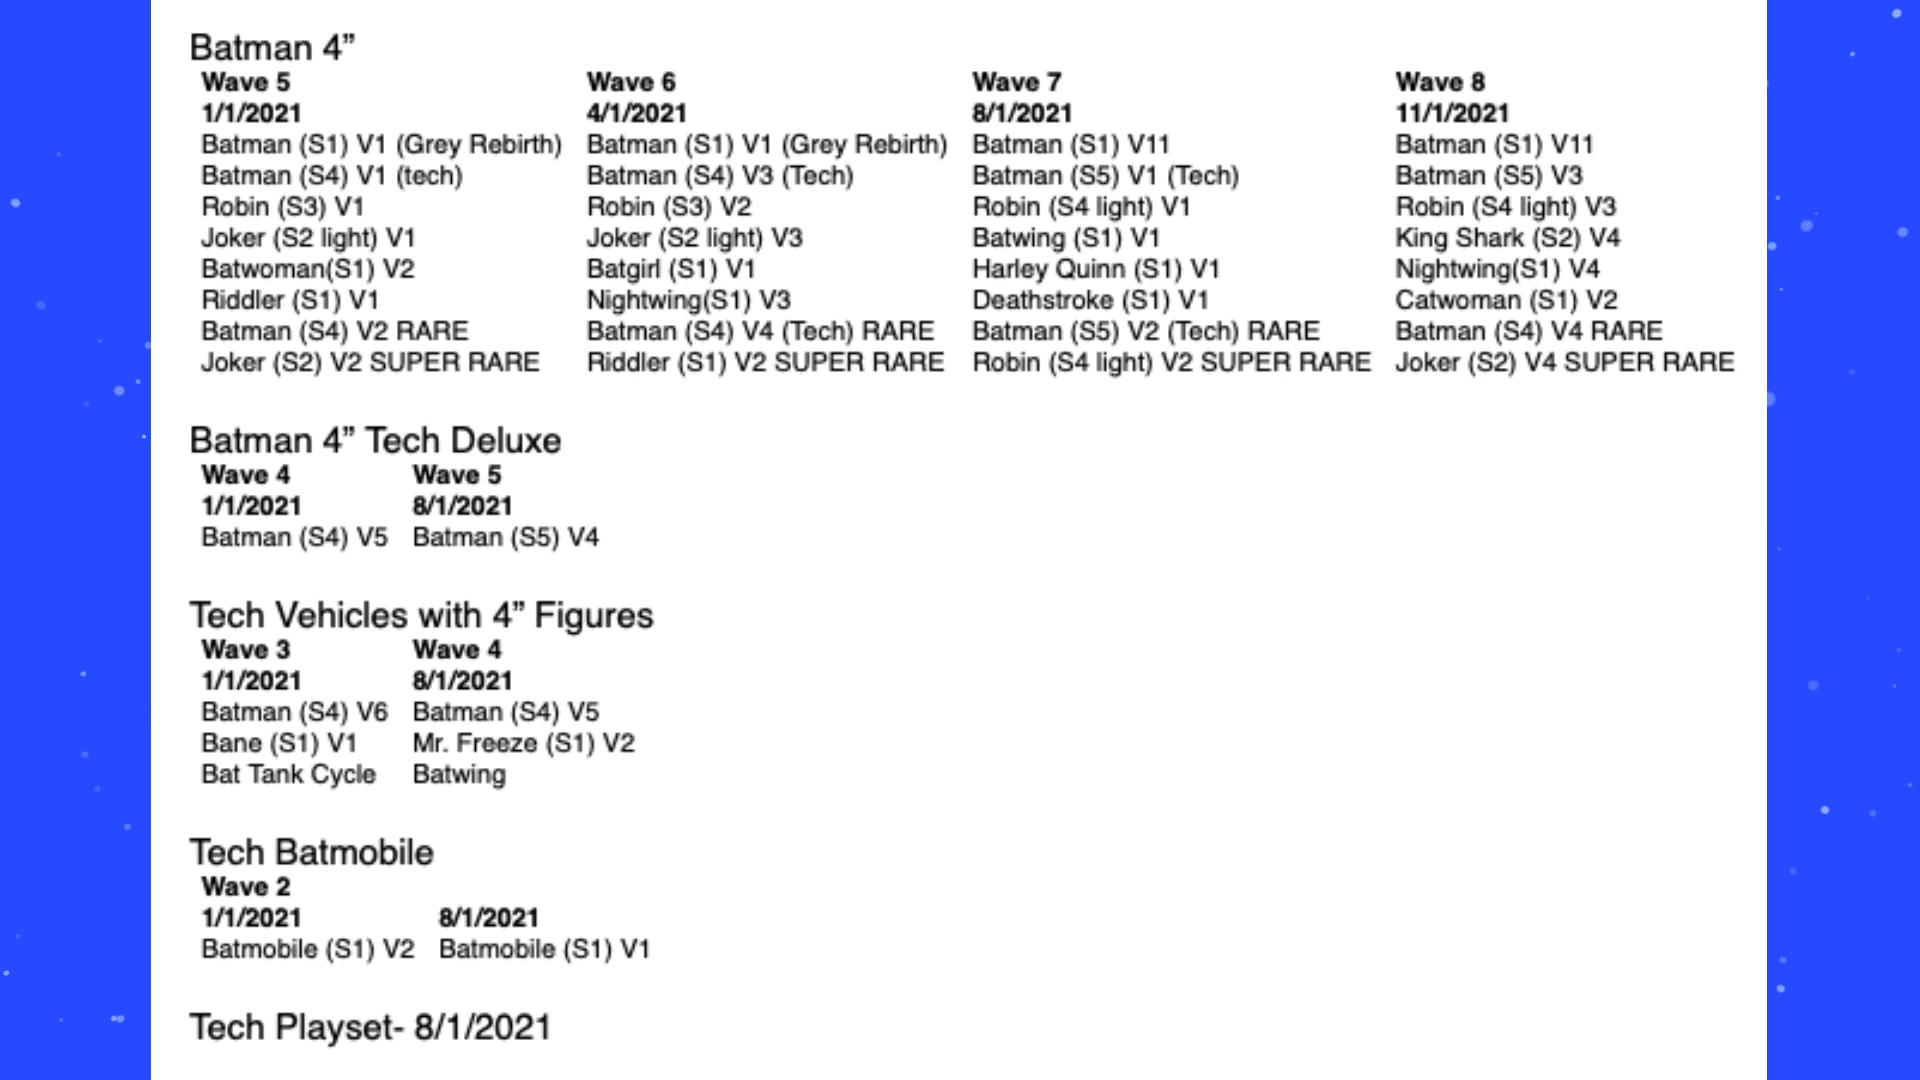 Batman 4”
Wave 5 Wave 6 Wave 7 Wave 8
1/1/2021 4/1/2021 8/1/2021 11/1/2021
Batman (S1) V1 (Grey Rebirth) Batman (S1) V1 (Grey Rebirth) Batman (S1) V11 Batman (S1) V11
Batman (S4) V1 (tech) Batman (S4) V3 (Tech) Batman (S5) V1 (Tech) Batman (S5) V3
Robin (S3) V1 Robin (S3) V2 Robin (S4 light) V1 Robin (S4 light) V3
Joker (S2 light) V1 Joker (S2 light) V3 Batwing (S1) V1 King Shark (S2) V4
Batwoman(S1) V2 Batgirl (S1) V1 Harley Quinn (S1) V1 Nightwing(S1) V4
Riddler (S1) V1 Nightwing(S1) V3 Deathstroke (S1) V1 Catwoman (S1) V2
Batman (S4) V2 RARE Batman (S4) V4 (Tech) RARE Batman (S5) V2 (Tech) RARE Batman (S4) V4 RARE
Joker (S2) V2 SUPER RARE Riddler (S1) V2 SUPER RARE Robin (S4 light) V2 SUPER RARE Joker (S2) V4 SUPER RARE
Batman 4” Tech Deluxe
Wave 4 Wave 5
1/1/2021 8/1/2021
Batman (S4) V5 Batman (S5) V4
Tech Vehicles with 4” Figures
Wave 3 Wave 4
1/1/2021 8/1/2021
Batman (S4) V6 Batman (S4) V5
Bane (S1) V1 Mr. Freeze (S1) V2
Bat Tank Cycle Batwing
Tech Batmobile
Wave 2
1/1/2021 8/1/2021
Batmobile (S1) V2 Batmobile (S1) V1
Tech Playset- 8/1/2021